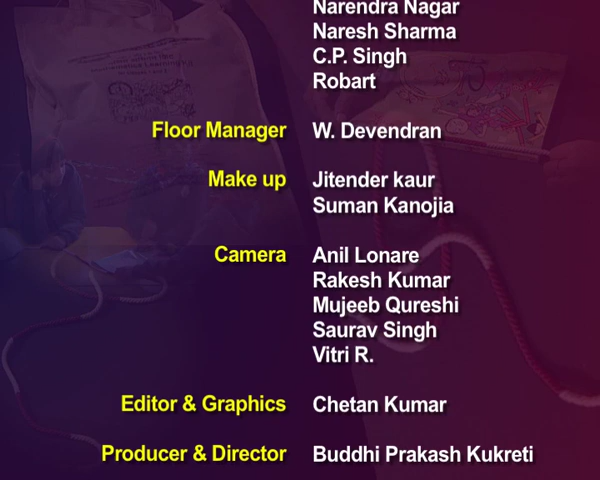 Narendra Nagar
Naresh Sharma
C.P. Singh
Robart
Floor Manager W. Devendran
Make up Jitender kaur
Suman Kanojia
Camera Anil Lonare
Rakesh Kumar
Mujeeb Qureshi
Saurav Singh
Vitri R.
Editor & Graphics Chetan Kumar
Producer & Director Buddhi Prakash Kukreti